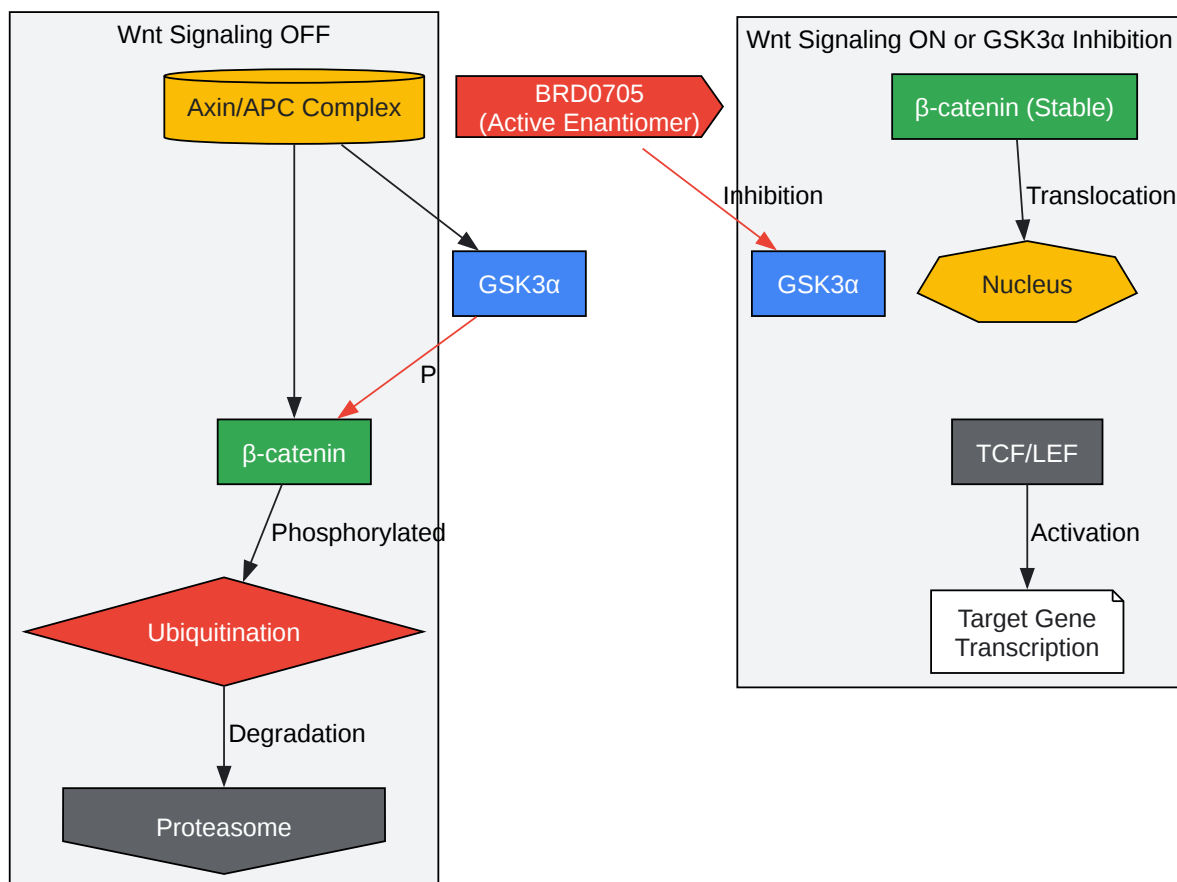 Wnt Signaling OFF
Axin/APC Complex
GSK3α
P
β-catenin
Phosphorylated
Ubiquitination
Degradation
Proteasome
BRD0705
(Active Enantiomer)
Inhibition
Wnt Signaling ON or GSK3α Inhibition
β-catenin (Stable)
Translocation
GSK3α
Nucleus
TCF/LEF
Activation
Target Gene
Transcription